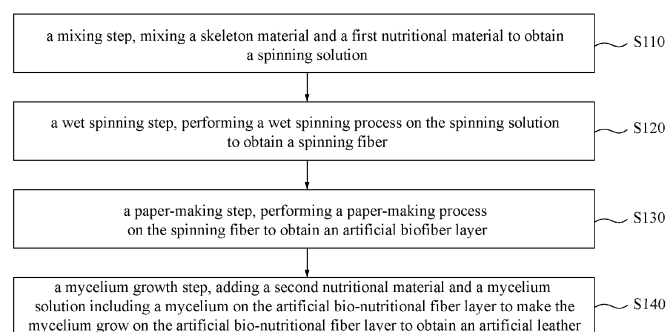 a mixing step, mixing a skeleton material and a first nutritional material to obtain
a spinning solution
S110
a wet spinning step, performing a wet spinning process on the spinning solution
to obtain a spinning fiber
S120
a paper-making step, performing a paper-making process
on the spinning fiber to obtain an artificial biofiber layer
S130
a mycelium growth step, adding a second nutritional material and a mycelium
solution including a mycelium on the artificial bio-nutritional fiber layer to make the
mycelium grow on the artificial bio-nutritional fiber layer to obtain an artificial leather
S140